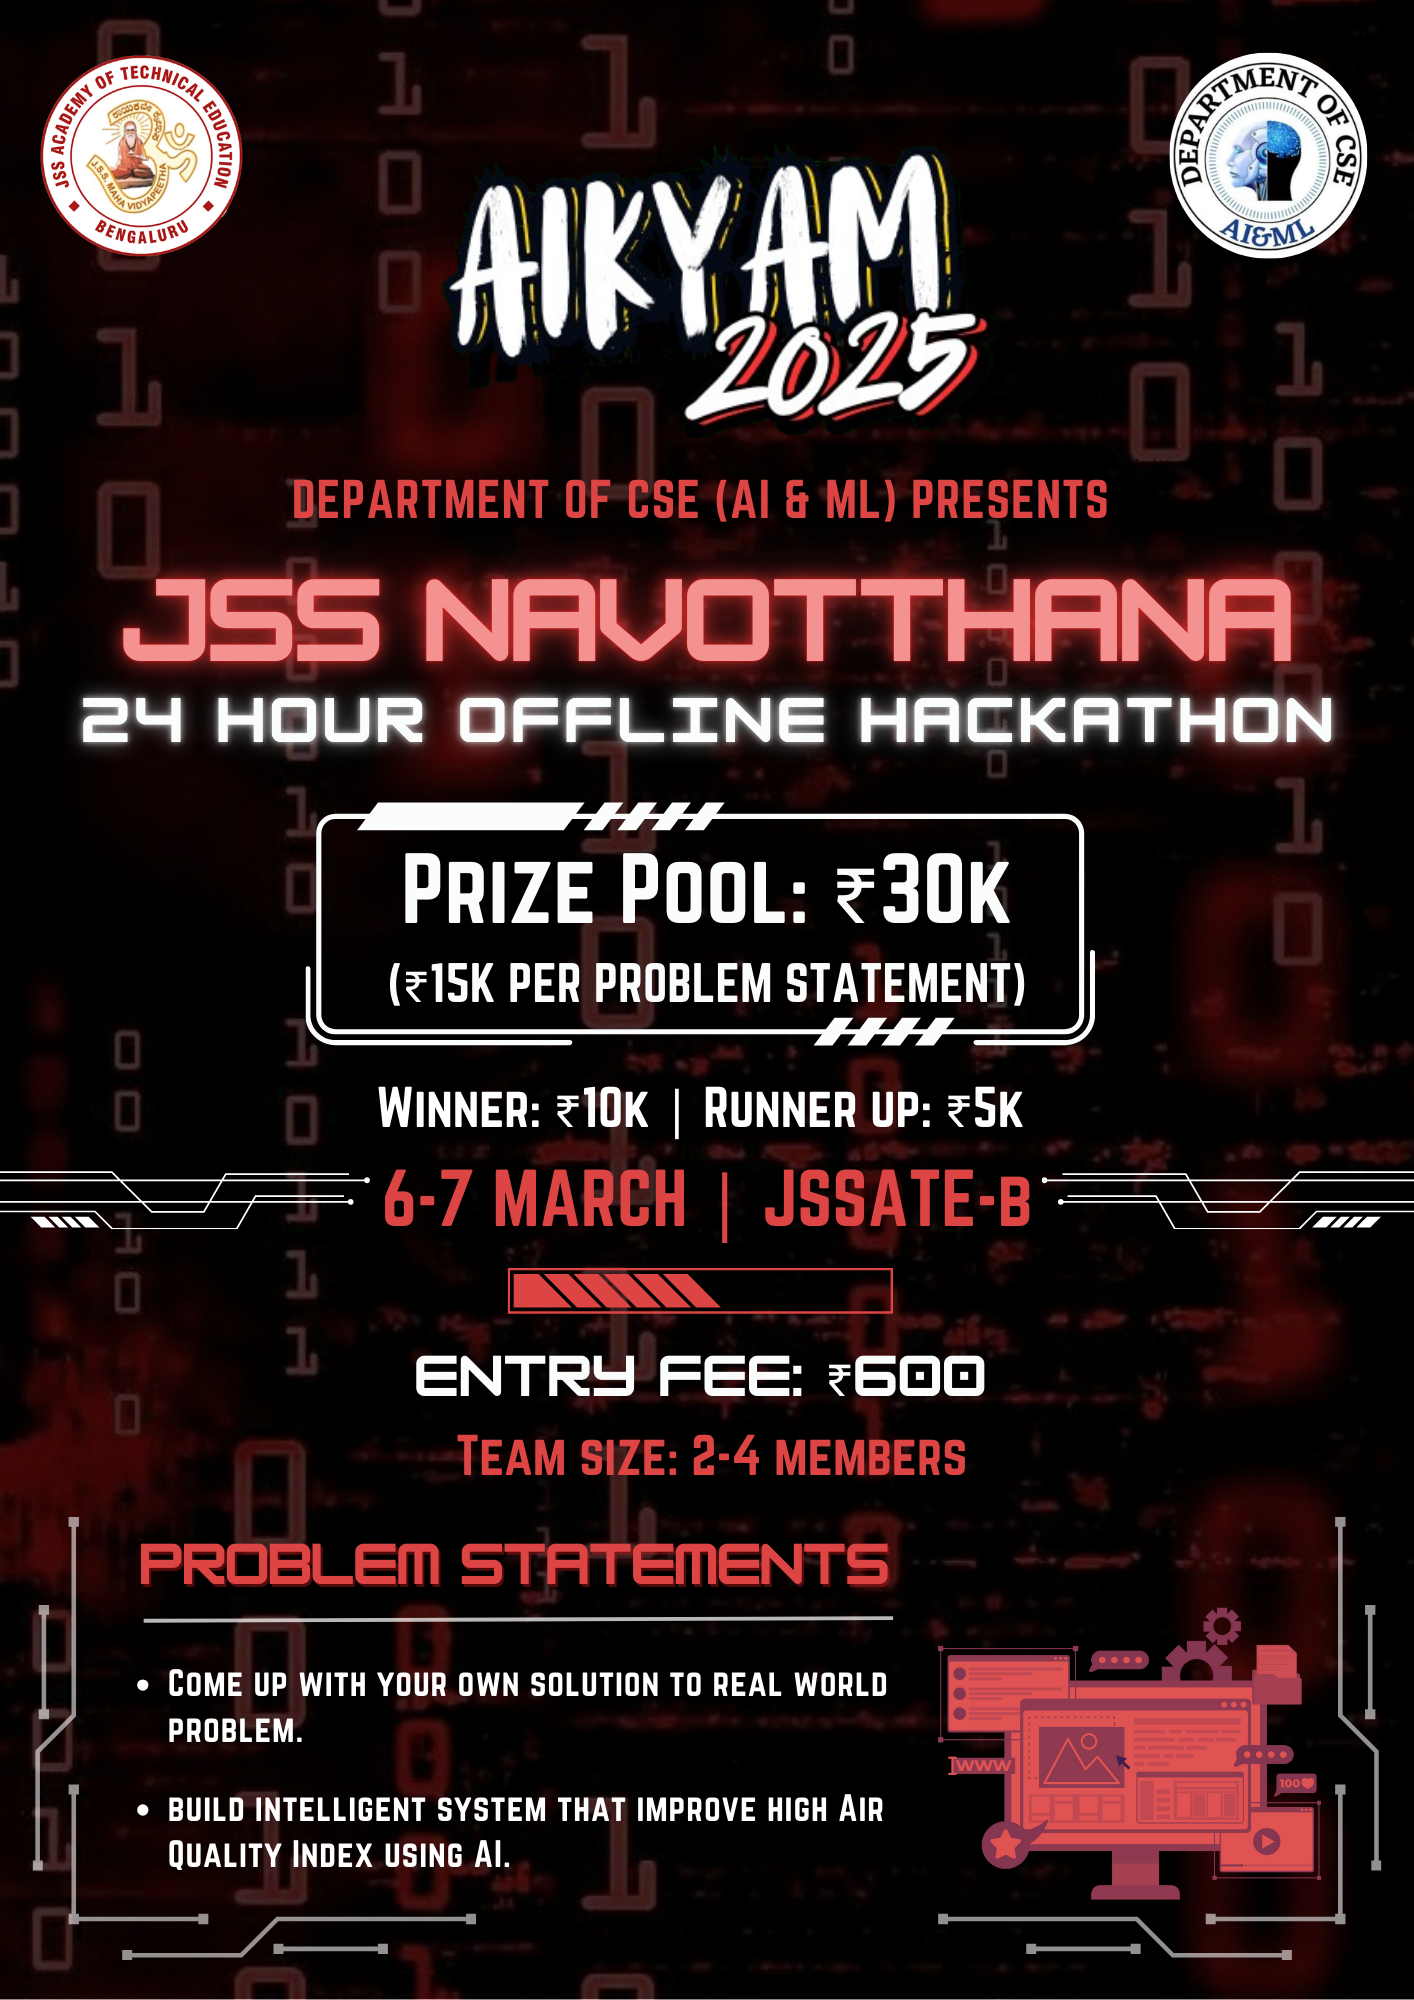 JSS ACADEMY OF TECHNICAL EDUCATION
J.S.S. MAHA VIDYAPEETHA
BENGALURU
DEPARTMENT OF CSE
AI&ML
AIKYAM
2025
DEPARTMENT OF CSE (AI & ML) PRESENTS
JSS NAVOTTHANA
24 HOUR OFFLINE HACKATHON
PRIZE POOL: ₹30K
(₹15K PER PROBLEM STATEMENT)
WINNER: ₹10K | RUNNER UP: ₹5K
6-7 MARCH | JSSATE-B
ENTRY FEE: ₹600
TEAM SIZE: 2-4 MEMBERS
PROBLEM STATEMENTS
• COME UP WITH YOUR OWN SOLUTION TO REAL WORLD
PROBLEM.
• BUILD INTELLIGENT SYSTEM THAT IMPROVE HIGH AIR
QUALITY INDEX USING AI.
WWW
100